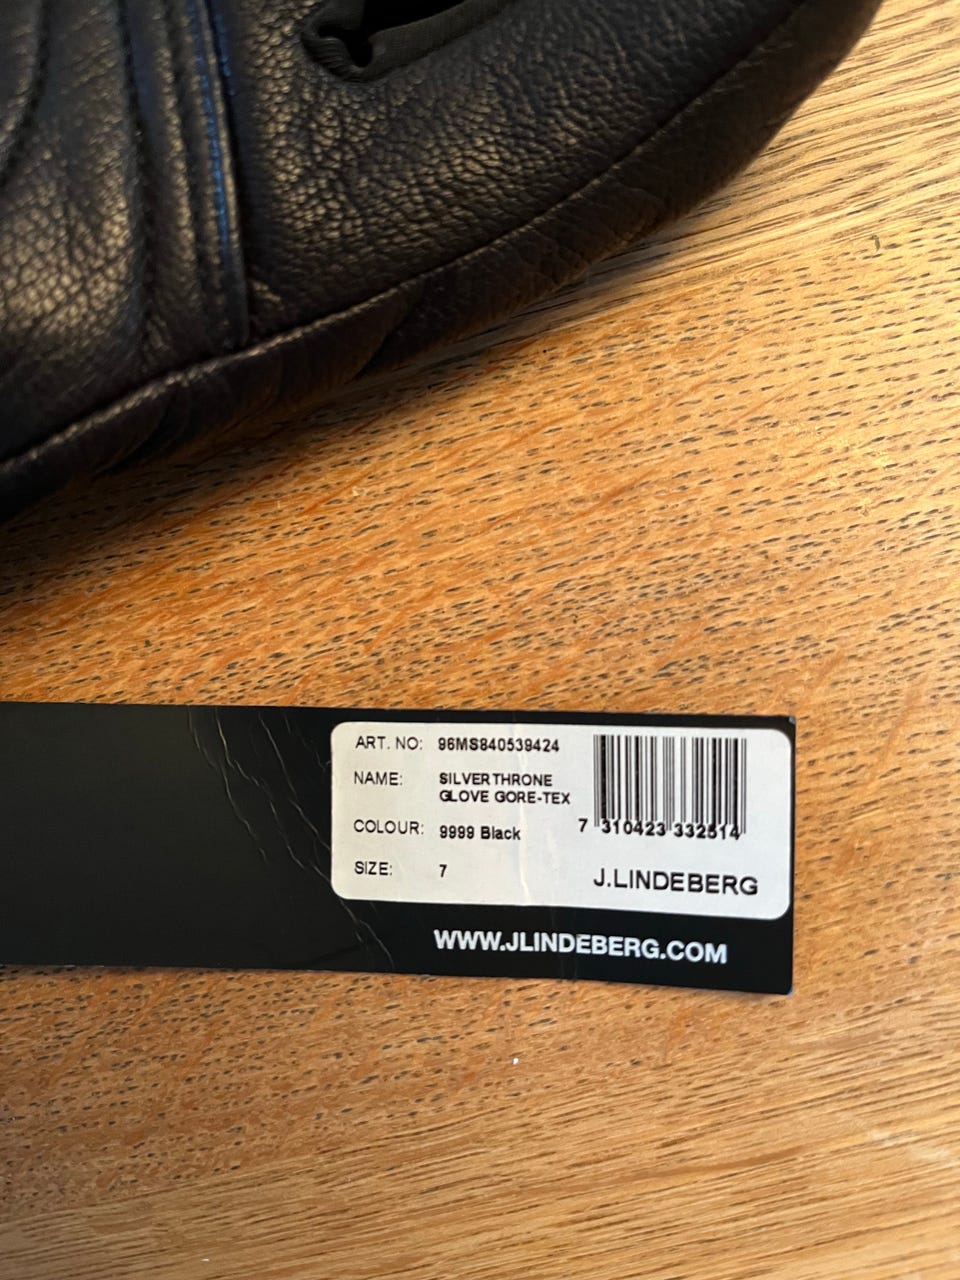 ART. NO: 96MS840539424
NAME: SILVERTHRONE
GLOVE GORE-TEX
COLOUR: 9999 Black
SIZE: 7
7 310423 332514
J.LINDEBERG
WWW.JLINDEBERG.COM